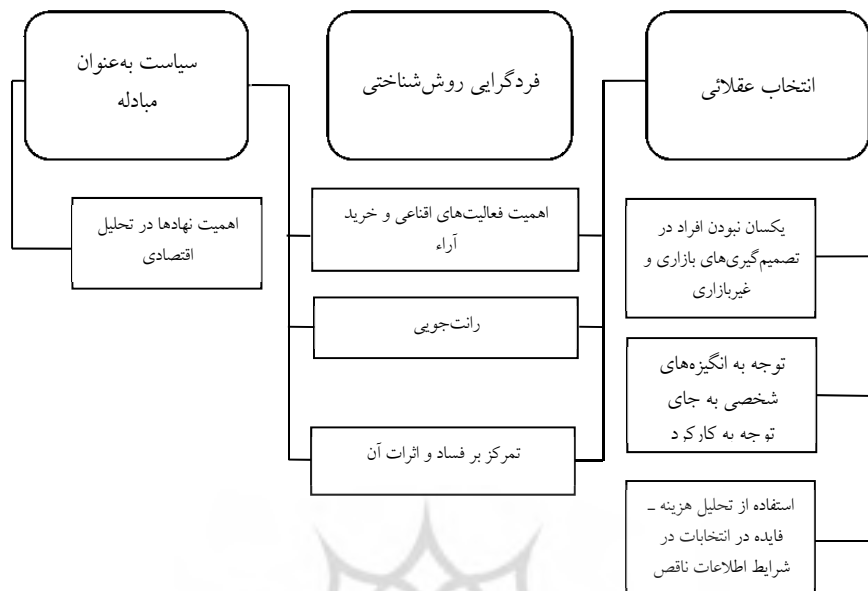 انتخاب عقلائی
فردگرایی روش‌شناختی
سیاست به‌عنوان
مبادله
یکسان نبودن افراد در
تصمیم‌گیری‌های بازاری و
غیربازاری
توجه به انگیزه‌های
شخصی به جای
توجه به کارکرد
استفاده از تحلیل هزینه –
فایده در انتخابات در
شرایط اطلاعات ناقص
اهمیت فعالیت‌های اقناعی و خرید
آراء
رانت‌جویی
تمرکز بر فساد و اثرات آن
اهمیت نهادها در تحلیل
اقتصادی